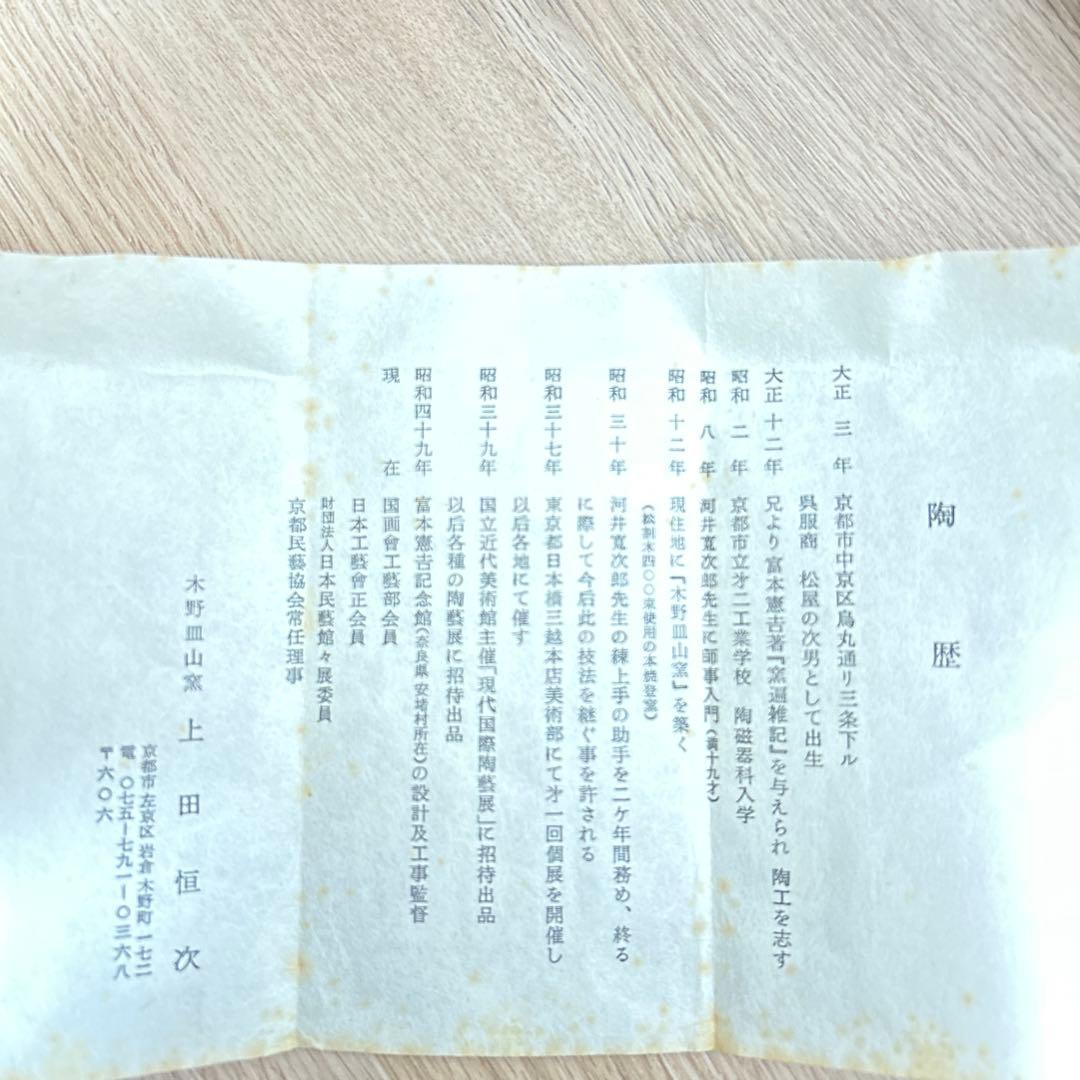 陶歴
大正三年 京都市中京区烏丸通リ三条下ル
呉服商 松屋の次男として出生
大正十二年 兄より富本憲吉著『窯辺雑記』を与えられ 陶工を志す
昭和二年 京都市立才二工業学校 陶磁器科入学
昭和八年 河井寛次郎先生に師事入門(満十九才)
昭和十二年 現住地に『木野皿山窯』を築く
(松割木四〇〇束使用の本焼登窯)
昭和三十年 河井寛次郎先生の練上手の助手を二ケ年間務め、終る
に際して今后此の技法を継ぐ事を許される
昭和三十七年 東京都日本橋三越本店美術部にて才一回個展を開催し
以后各地にて催す
昭和三十九年 国立近代美術館主催「現代国際陶藝展」に招待出品
以后各種の陶藝展に招待出品
昭和四十九年 富本憲吉記念館(奈良県安堵村所在)の設計及工事監督
現在 国画會工藝部会員
日本工藝會正会員
財団法人日本民藝館々展委員
京都民藝協会常任理事
木野皿山窯 上田恒次
京都市左京区岩倉木野町一七二
電〇七五ー七九一ー〇三六八
〒六〇六